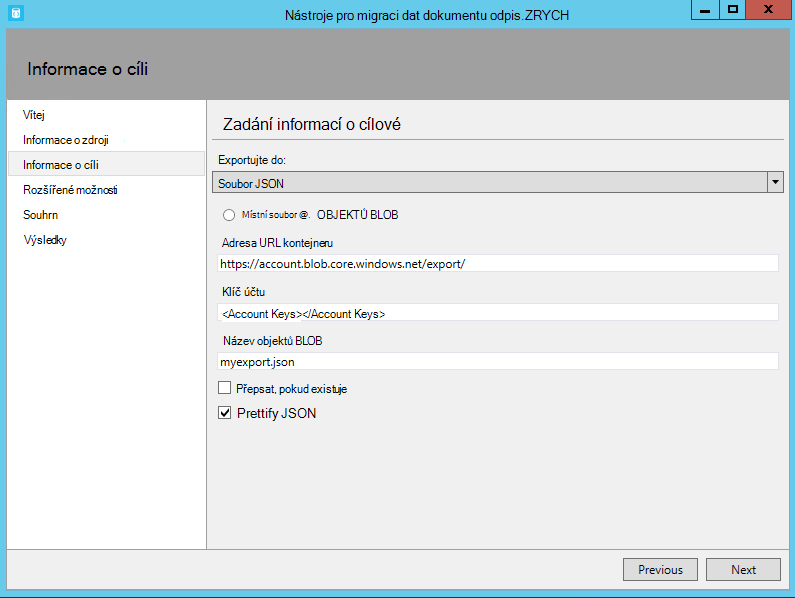 Nástroje pro migraci dat dokumentu odpis.ZRYCH
Informace o cíli
Vítej
Informace o zdroji
Informace o cíli
Rozšířené možnosti
Souhrn
Výsledky
Zadání informací o cílové
Exportujte do:
Soubor JSON
Místní soubor @. OBJEKTŮ BLOB
Adresa URL kontejneru
https://account.blob.core.windows.net/export/
Klíč účtu
<Account Keys></Account Keys>
Název objektů BLOB
myexport.json
Přepsat, pokud existuje
Prettify JSON
Previous
Next